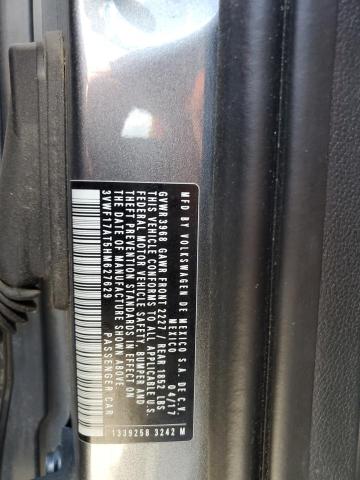 MFD BY VOLKSWAGEN DE MEXICO S.A. DE C.V.
MEXICO 04/17
GVWR 3968 GAWR FRONT 2227 / REAR 1852 LBS
THIS VEHICLE CONFORMS TO ALL APPLICABLE U.S.
FEDERAL MOTOR VEHICLE SAFETY, BUMPER AND
THEFT PREVENTION STANDARDS IN EFFECT ON
THE DATE OF MANUFACTURE SHOWN ABOVE.
3VWF17AT5HM827629 PASSENGER CAR
1339258 3242 M